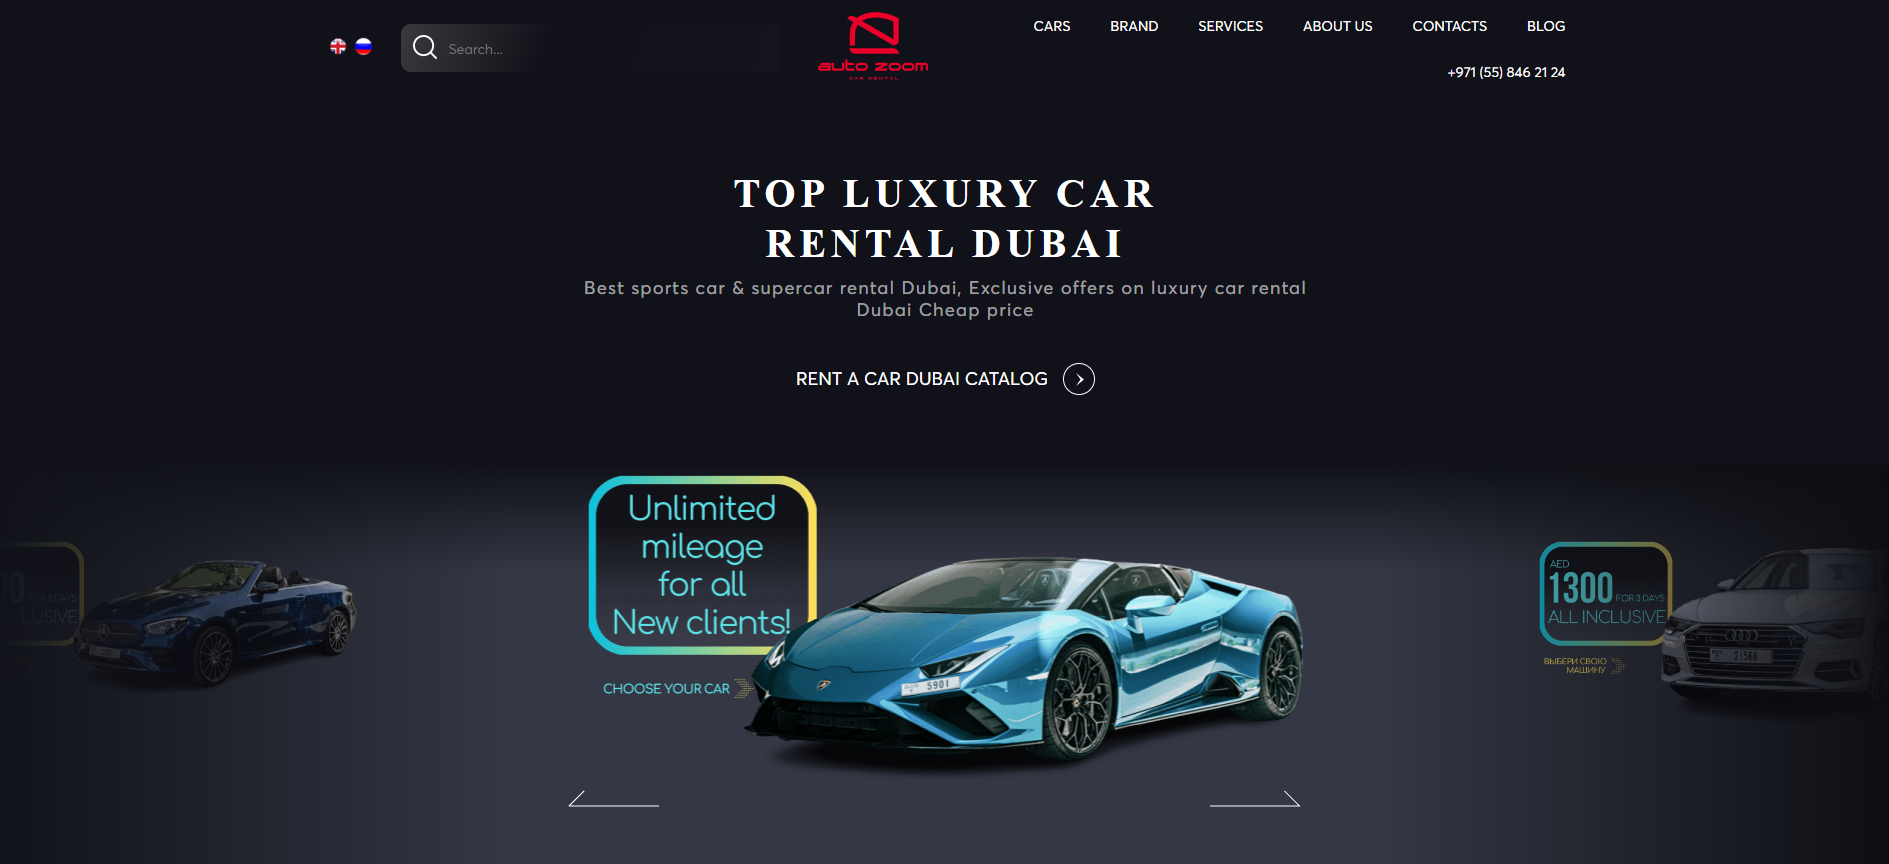 Search...
auto zoom
CAR RENTAL
CARS BRAND SERVICES ABOUT US CONTACTS BLOG
+971 (55) 846 21 24
TOP LUXURY CAR
RENTAL DUBAI
Best sports car & supercar rental Dubai, Exclusive offers on luxury car rental
Dubai Cheap price
RENT A CAR DUBAI CATALOG
Unlimited
mileage
for all
New clients!
CHOOSE YOUR CAR
5901
FOR 3 DAYS
AED
1300 FOR 3 DAYS
ALL INCLUSIVE
ВЫБЕРИ СВОЮ
МАШИНУ
21566